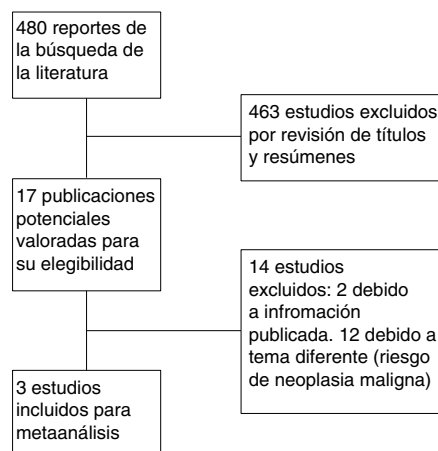 480 reportes de
la búsqueda de
la literatura
463 estudios excluidos
por revisión de títulos
y resúmenes
17 publicaciones
potenciales
valoradas para
su elegibilidad
14 estudios
excluidos: 2 debido
a infromación
publicada. 12 debido a
tema diferente (riesgo
de neoplasia maligna)
3 estudios
incluidos para
metaanálisis